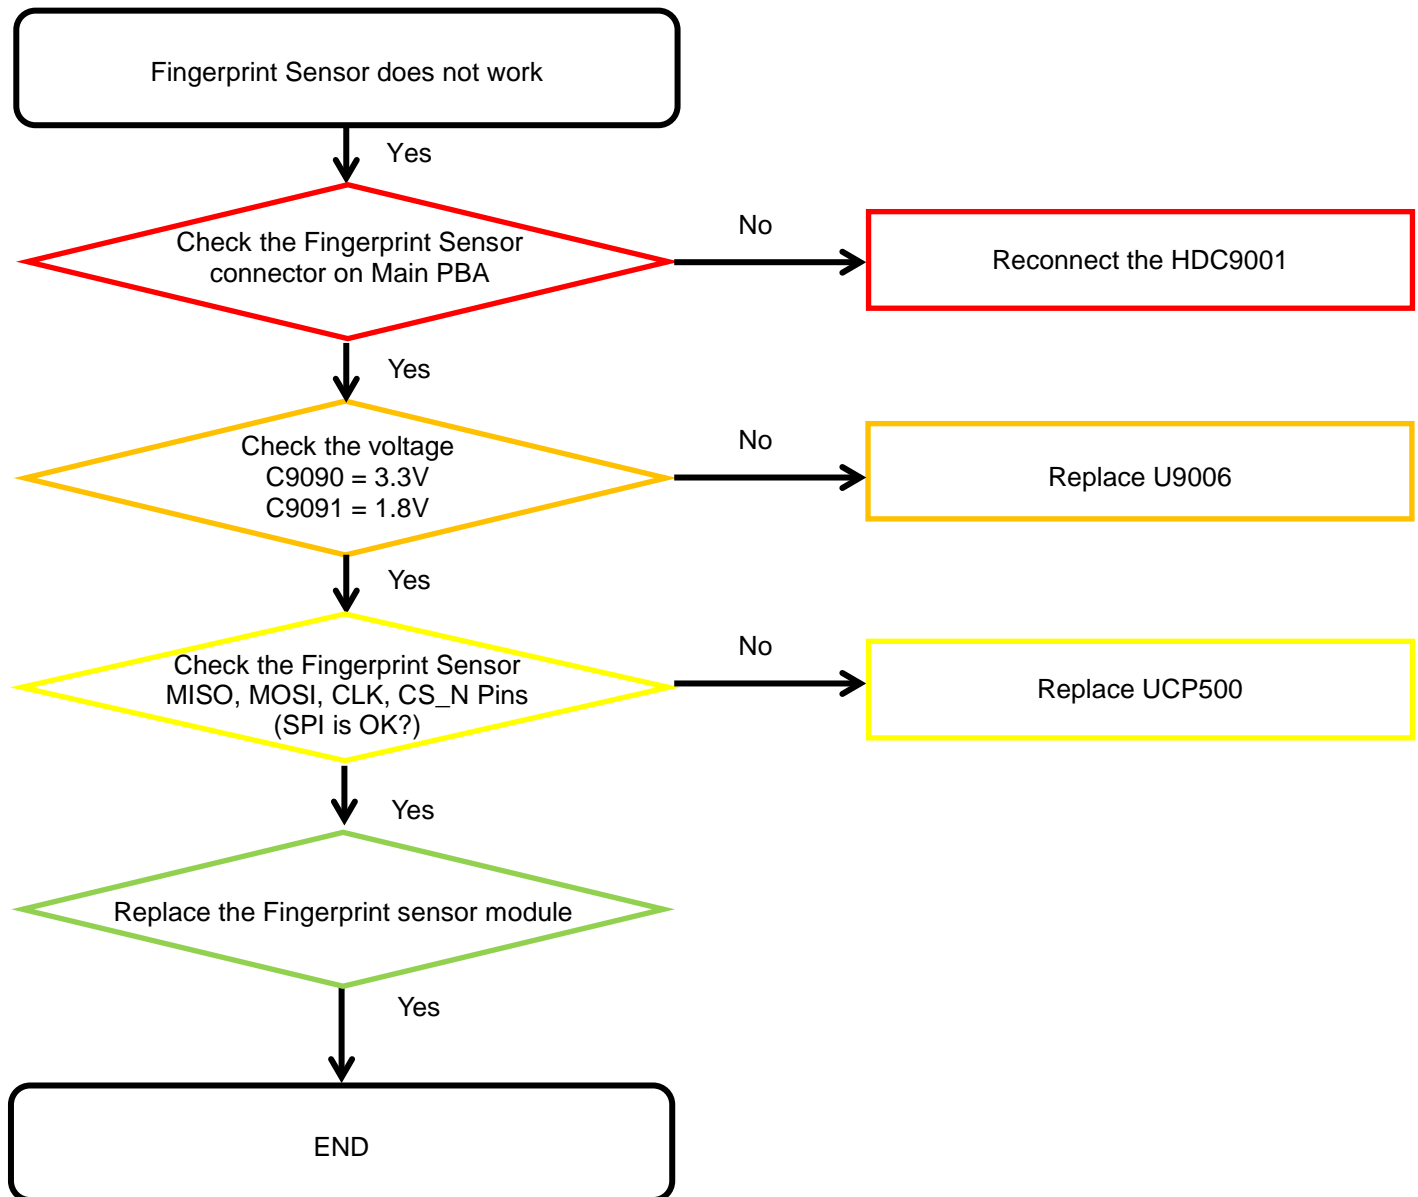 Fingerprint Sensor does not work
Yes
Check the Fingerprint Sensor
connector on Main PBA
No
Reconnect the HDC9001
Yes
Check the voltage
C9090 = 3.3V
C9091 = 1.8V
No
Replace U9006
Yes
Check the Fingerprint Sensor
MISO, MOSI, CLK, CS_N Pins
(SPI is OK?)
No
Replace UCP500
Yes
Replace the Fingerprint sensor module
Yes
END